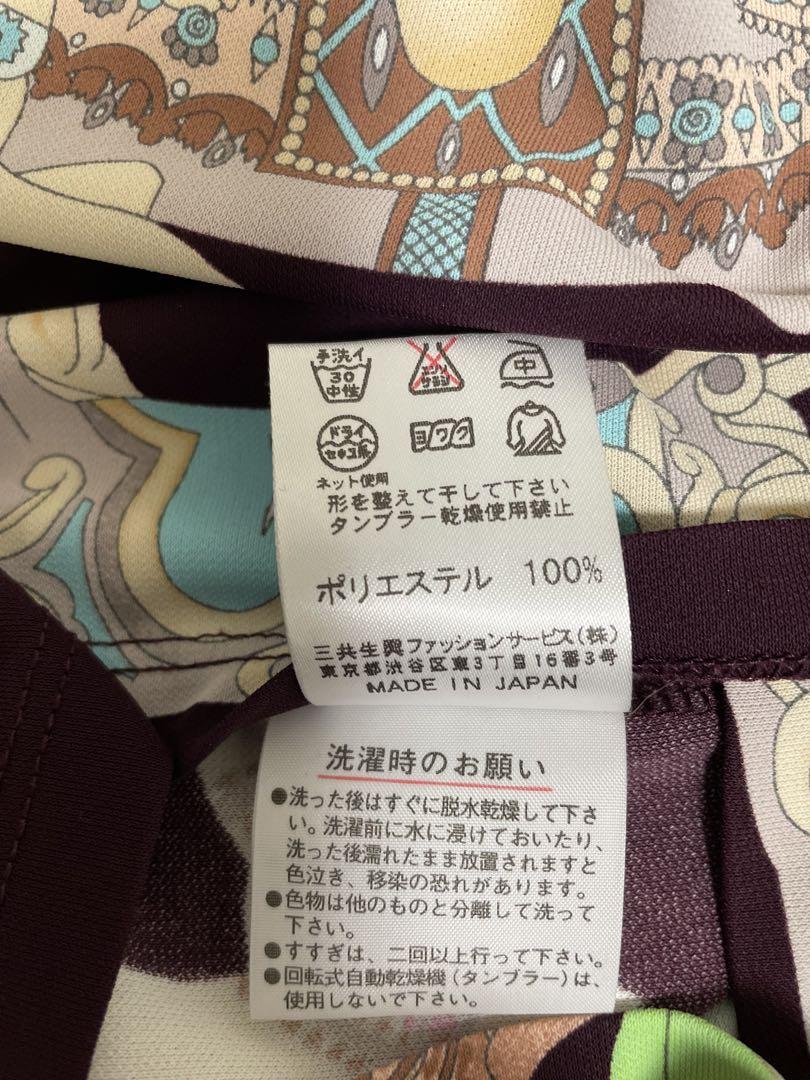 手洗イ
30
中性
エンソ
サラシ
中
ドライ
セキユ系
ヨワク
ネット使用
形を整えて干して下さい
タンブラー乾燥使用禁止
ポリエステル 100%
三共生興ファッションサービス(株)
東京都渋谷区東3丁目16番3号
MADE IN JAPAN
洗濯時のお願い
●洗った後はすぐに脱水乾燥して下さ
い。洗濯前に水に浸けておいたり、
洗った後濡れたまま放置されますと
色泣き、移染の恐れがあります。
●色物は他のものと分離して洗って
下さい。
●すすぎは、二回以上行って下さい。
●回転式自動乾燥機(タンブラー)は、
使用しないで下さい。